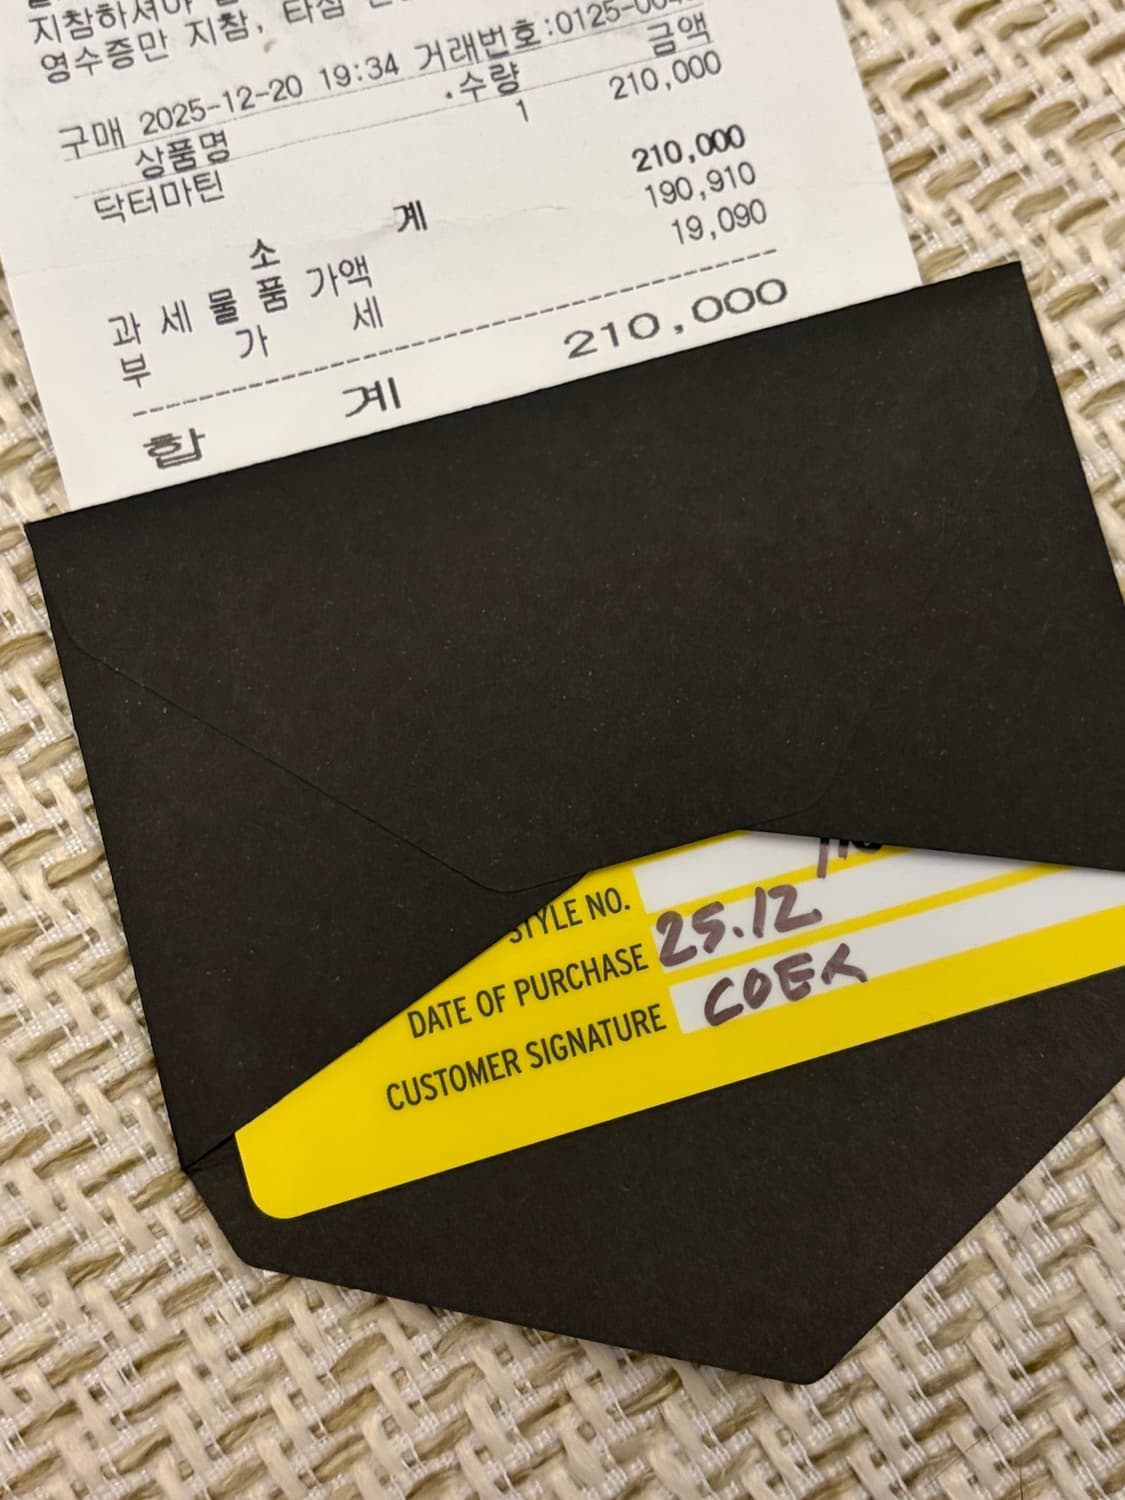 지참하셔야
영수증만 지참, 타점
구매 2025-12-20 19:34 거래번호:0125-00
상품명 .수량 금액
닥터마틴 1 210,000
소 계 210,000
과 세 물 품 가액 190,910
부 가 세 19,090
합 계 210,000
STYLE NO.
DATE OF PURCHASE 25.12
CUSTOMER SIGNATURE